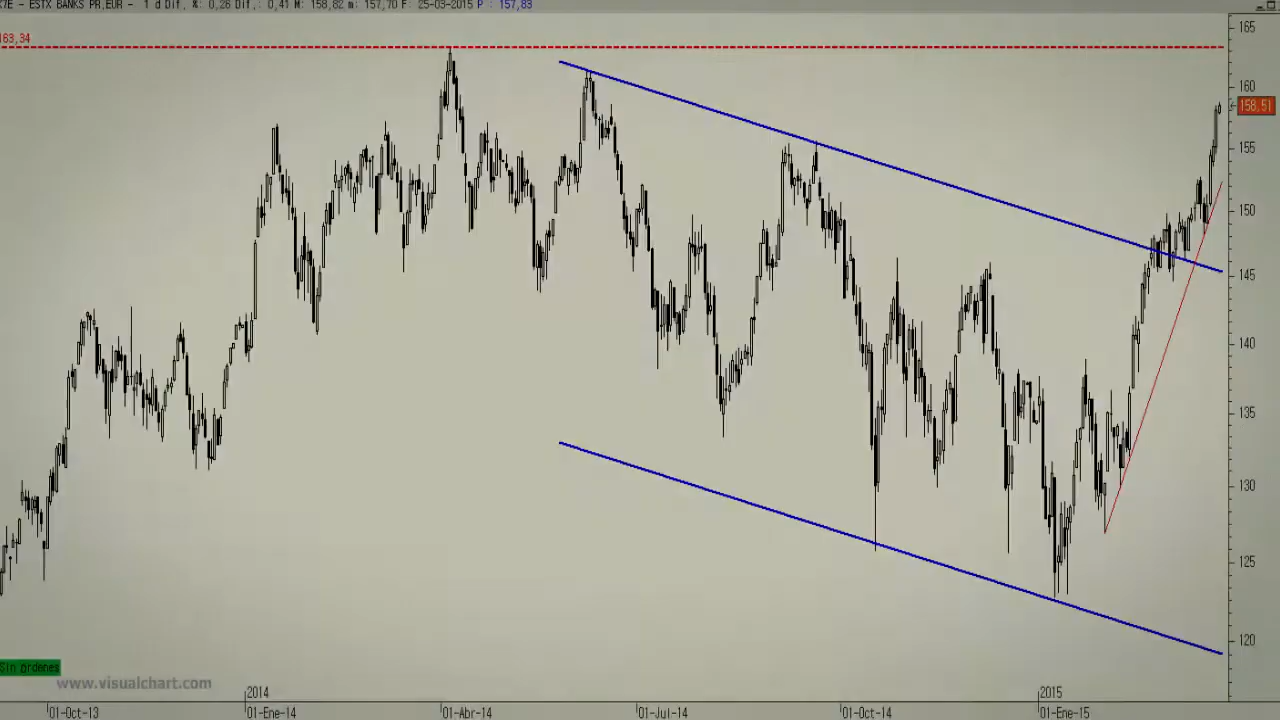 7E - ESTX BANKS PR,EUR - 1 d Dif, %: 0,26 Dif,: 0,41 M: 158,82 m: 157,70 F: 25-03-2015 P : 157,83
163,34
165
160
158,51
155
150
145
140
135
130
125
120
Sin órdenes
www.visualchart.com
2014
2015
01-Oct-13
01-Ene-14
01-Abr-14
01-Jul-14
01-Oct-14
01-Ene-15